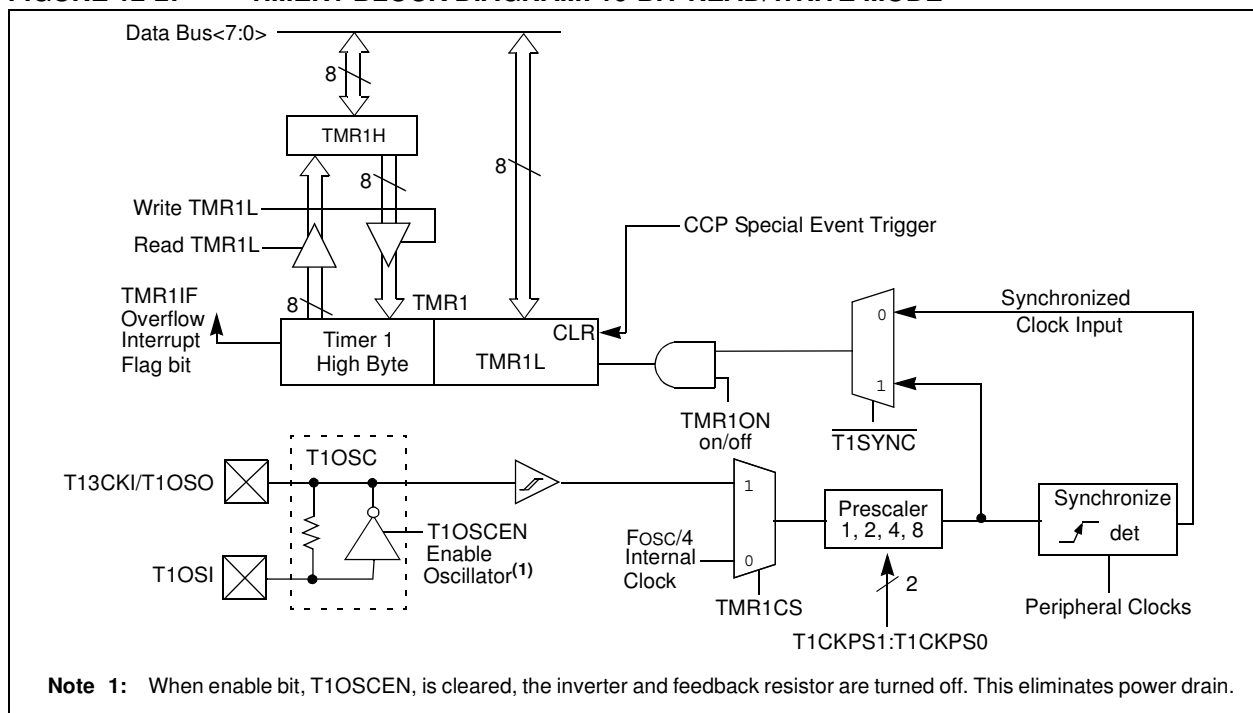 Data Bus<7:0>
8
TMR1H
8
8
Write TMR1L
CCP Special Event Trigger
Read TMR1L
TMR1IF
Overflow
Interrupt
Flag bit
8
TMR1
Timer 1
High Byte
TMR1L
CLR
0
1
Synchronized
Clock Input
TMR1ON
on/off
T1SYNC
T1OSC
T13CKI/T1OSO
T1OSI
T1OSCEN
Enable
Oscillator(1)
FOSC/4
Internal
Clock
1
0
TMR1CS
Prescaler
1, 2, 4, 8
2
T1CKPS1:T1CKPS0
Synchronize
det
Peripheral Clocks
Note 1: When enable bit, T1OSCEN, is cleared, the inverter and feedback resistor are turned off. This eliminates power drain.